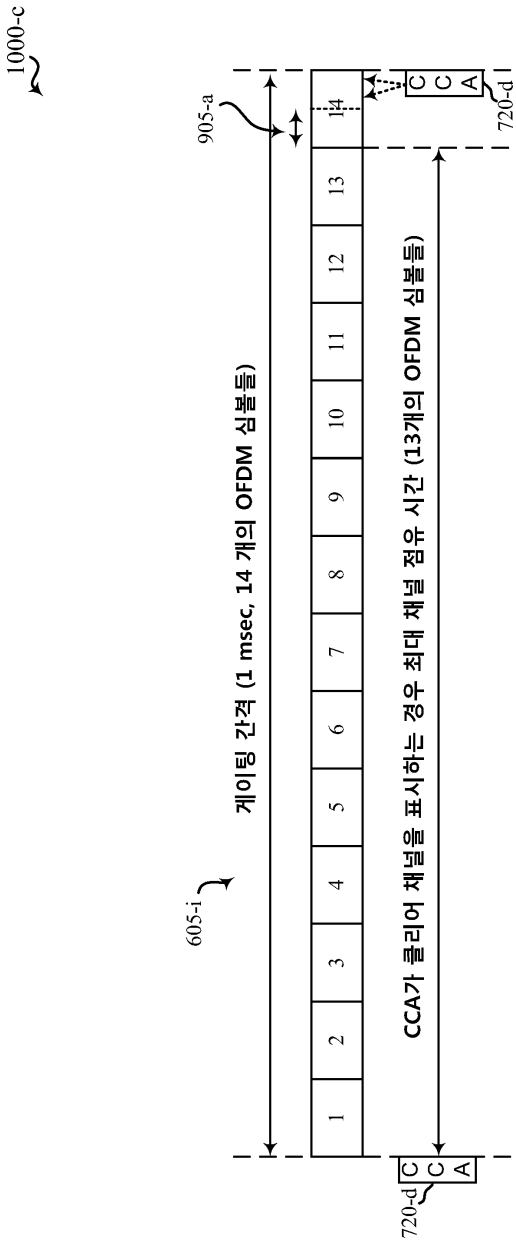 1000-c
905-a
605-i
게이팅 간격 (1 msec, 14 개의 OFDM 심볼들)
1 2 3 4 5 6 7 8 9 10 11 12 13 14
CCA가 클리어 채널을 표시하는 경우 최대 채널 점유 시간 (13개의 OFDM 심볼들)
C C A
720-d
C C A
720-d